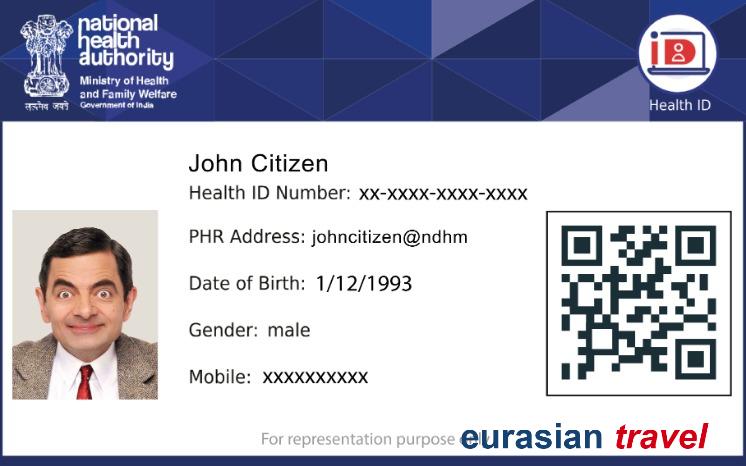 national
health
authority
Ministry of Health
and Family Welfare
Government of India
सत्यमेव जयते
iD
Health ID
John Citizen
Health ID Number: xx-xxxx-xxxx-xxxx
PHR Address: johncitizen@ndhm
Date of Birth: 1/12/1993
Gender: male
Mobile: xxxxxxxxxx
For representation purpose only
eurasian travel